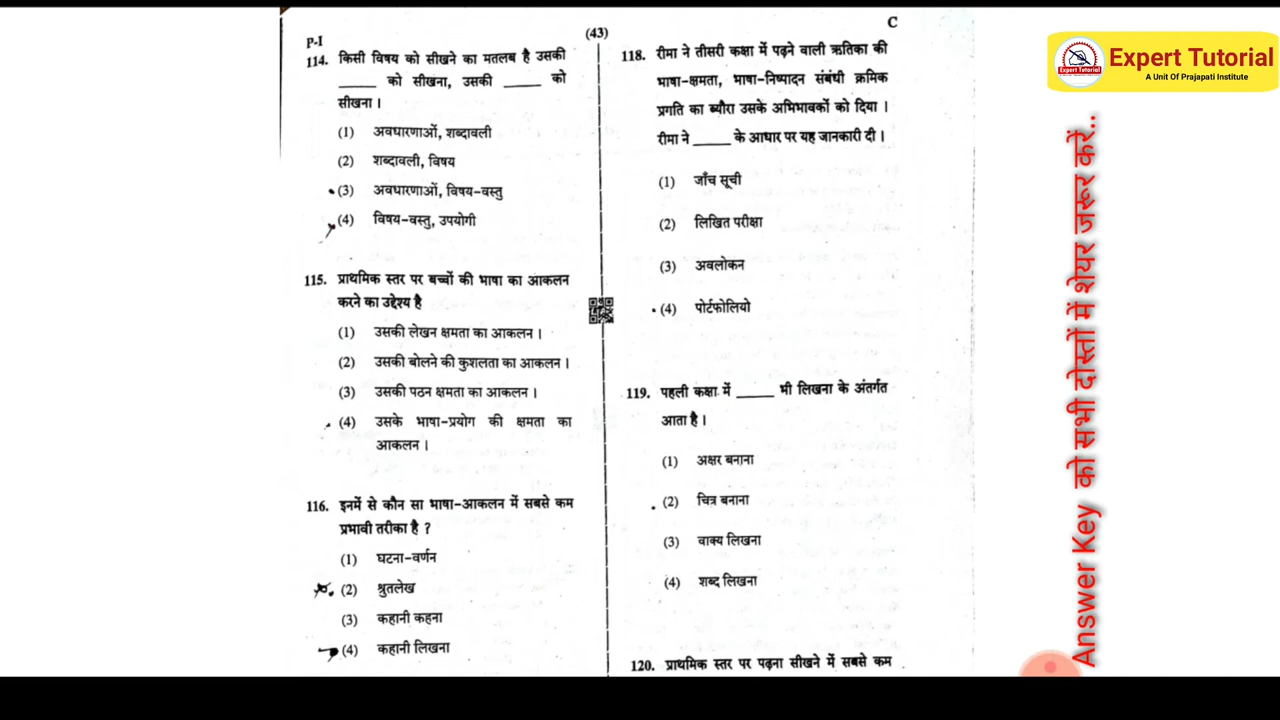 P-I
(43)
C
114. किसी विषय को सीखने का मतलब है उसकी
_____ को सीखना, उसकी _____ को
सीखना ।
(1) अवधारणाओं, शब्दावली
(2) शब्दावली, विषय
(3) अवधारणाओं, विषय-वस्तु
(4) विषय-वस्तु, उपयोगी
115. प्राथमिक स्तर पर बच्चों की भाषा का आकलन
करने का उद्देश्य है
(1) उसकी लेखन क्षमता का आकलन ।
(2) उसकी बोलने की कुशलता का आकलन ।
(3) उसकी पठन क्षमता का आकलन ।
(4) उसके भाषा-प्रयोग की क्षमता का
आकलन ।
116. इनमें से कौन सा भाषा-आकलन में सबसे कम
प्रभावी तरीका है ?
(1) घटना-वर्णन
(2) श्रुतलेख
(3) कहानी कहना
(4) कहानी लिखना
118. रीमा ने तीसरी कक्षा में पढ़ने वाली ऋतिका की
भाषा-क्षमता, भाषा-निष्पादन संबंधी क्रमिक
प्रगति का ब्यौरा उसके अभिभावकों को दिया ।
रीमा ने _____ के आधार पर यह जानकारी दी ।
(1) जाँच सूची
(2) लिखित परीक्षा
(3) अवलोकन
(4) पोर्टफोलियो
119. पहली कक्षा में _____ भी लिखना के अंतर्गत
आता है ।
(1) अक्षर बनाना
(2) चित्र बनाना
(3) वाक्य लिखना
(4) शब्द लिखना
120. प्राथमिक स्तर पर पढ़ना सीखने में सबसे कम
Expert Tutorial
Expert Tutorial
A Unit Of Prajapati Institute
Answer Key को सभी दोस्तों में शेयर जरूर करें..